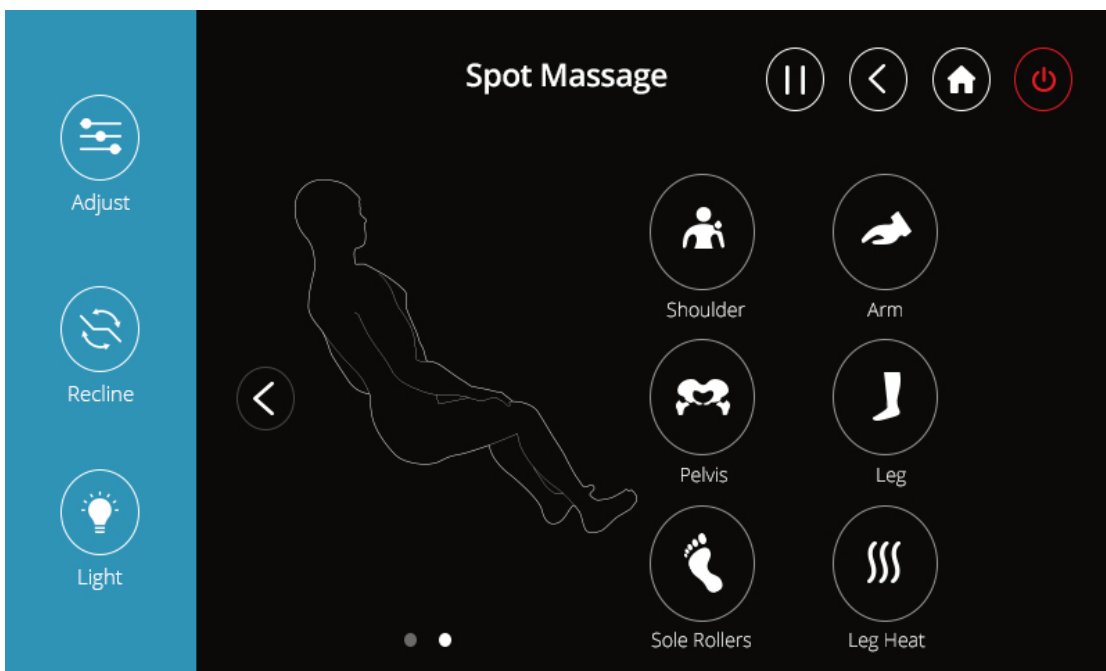 Spot Massage
Adjust
Recline
Light
Shoulder
Arm
Pelvis
Leg
Sole Rollers
Leg Heat